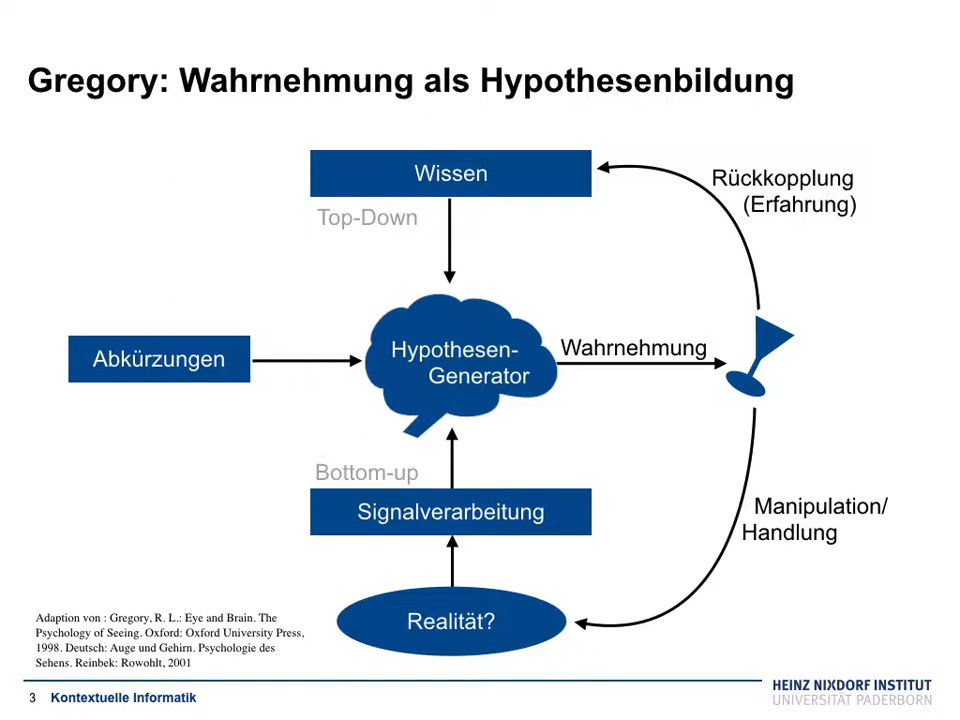 Gregory: Wahrnehmung als Hypothesenbildung
Wissen
Top-Down
Rückkopplung
(Erfahrung)
Abkürzungen
Hypothesen-
Generator
Wahrnehmung
Bottom-up
Signalverarbeitung
Manipulation/
Handlung
Realität?
Adaption von : Gregory, R. L.: Eye and Brain. The
Psychology of Seeing. Oxford: Oxford University Press,
1998. Deutsch: Auge und Gehirn. Psychologie des
Sehens. Reinbek: Rowohlt, 2001
3 Kontextuelle Informatik
HEINZ NIXDORF INSTITUT
UNIVERSITÄT PADERBORN